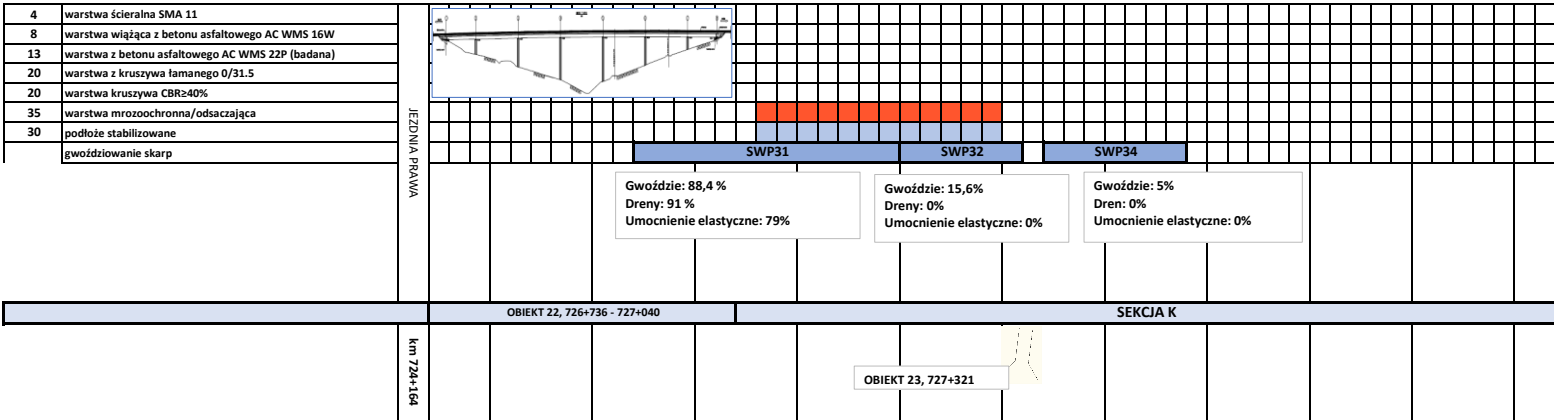 4 warstwa ścieralna SMA 11
8 warstwa wiążąca z betonu asfaltowego AC WMS 16W
13 warstwa z betonu asfaltowego AC WMS 22P (badana)
20 warstwa z kruszywa łamanego 0/31.5
20 warstwa kruszywa CBR≥40%
35 warstwa mrozoochronna/odsaczająca
30 podłoże stabilizowane
gwoździowanie skarp
JEZDNIA PRAWA
SWP31 SWP32 SWP34
Gwoździe: 88,4 %
Dreny: 91 %
Umocnienie elastyczne: 79%
Gwoździe: 15,6%
Dreny: 0%
Umocnienie elastyczne: 0%
Gwoździe: 5%
Dren: 0%
Umocnienie elastyczne: 0%
OBIEKT 22, 726+736 - 727+040 SEKCJA K
km 724+164
OBIEKT 23, 727+321